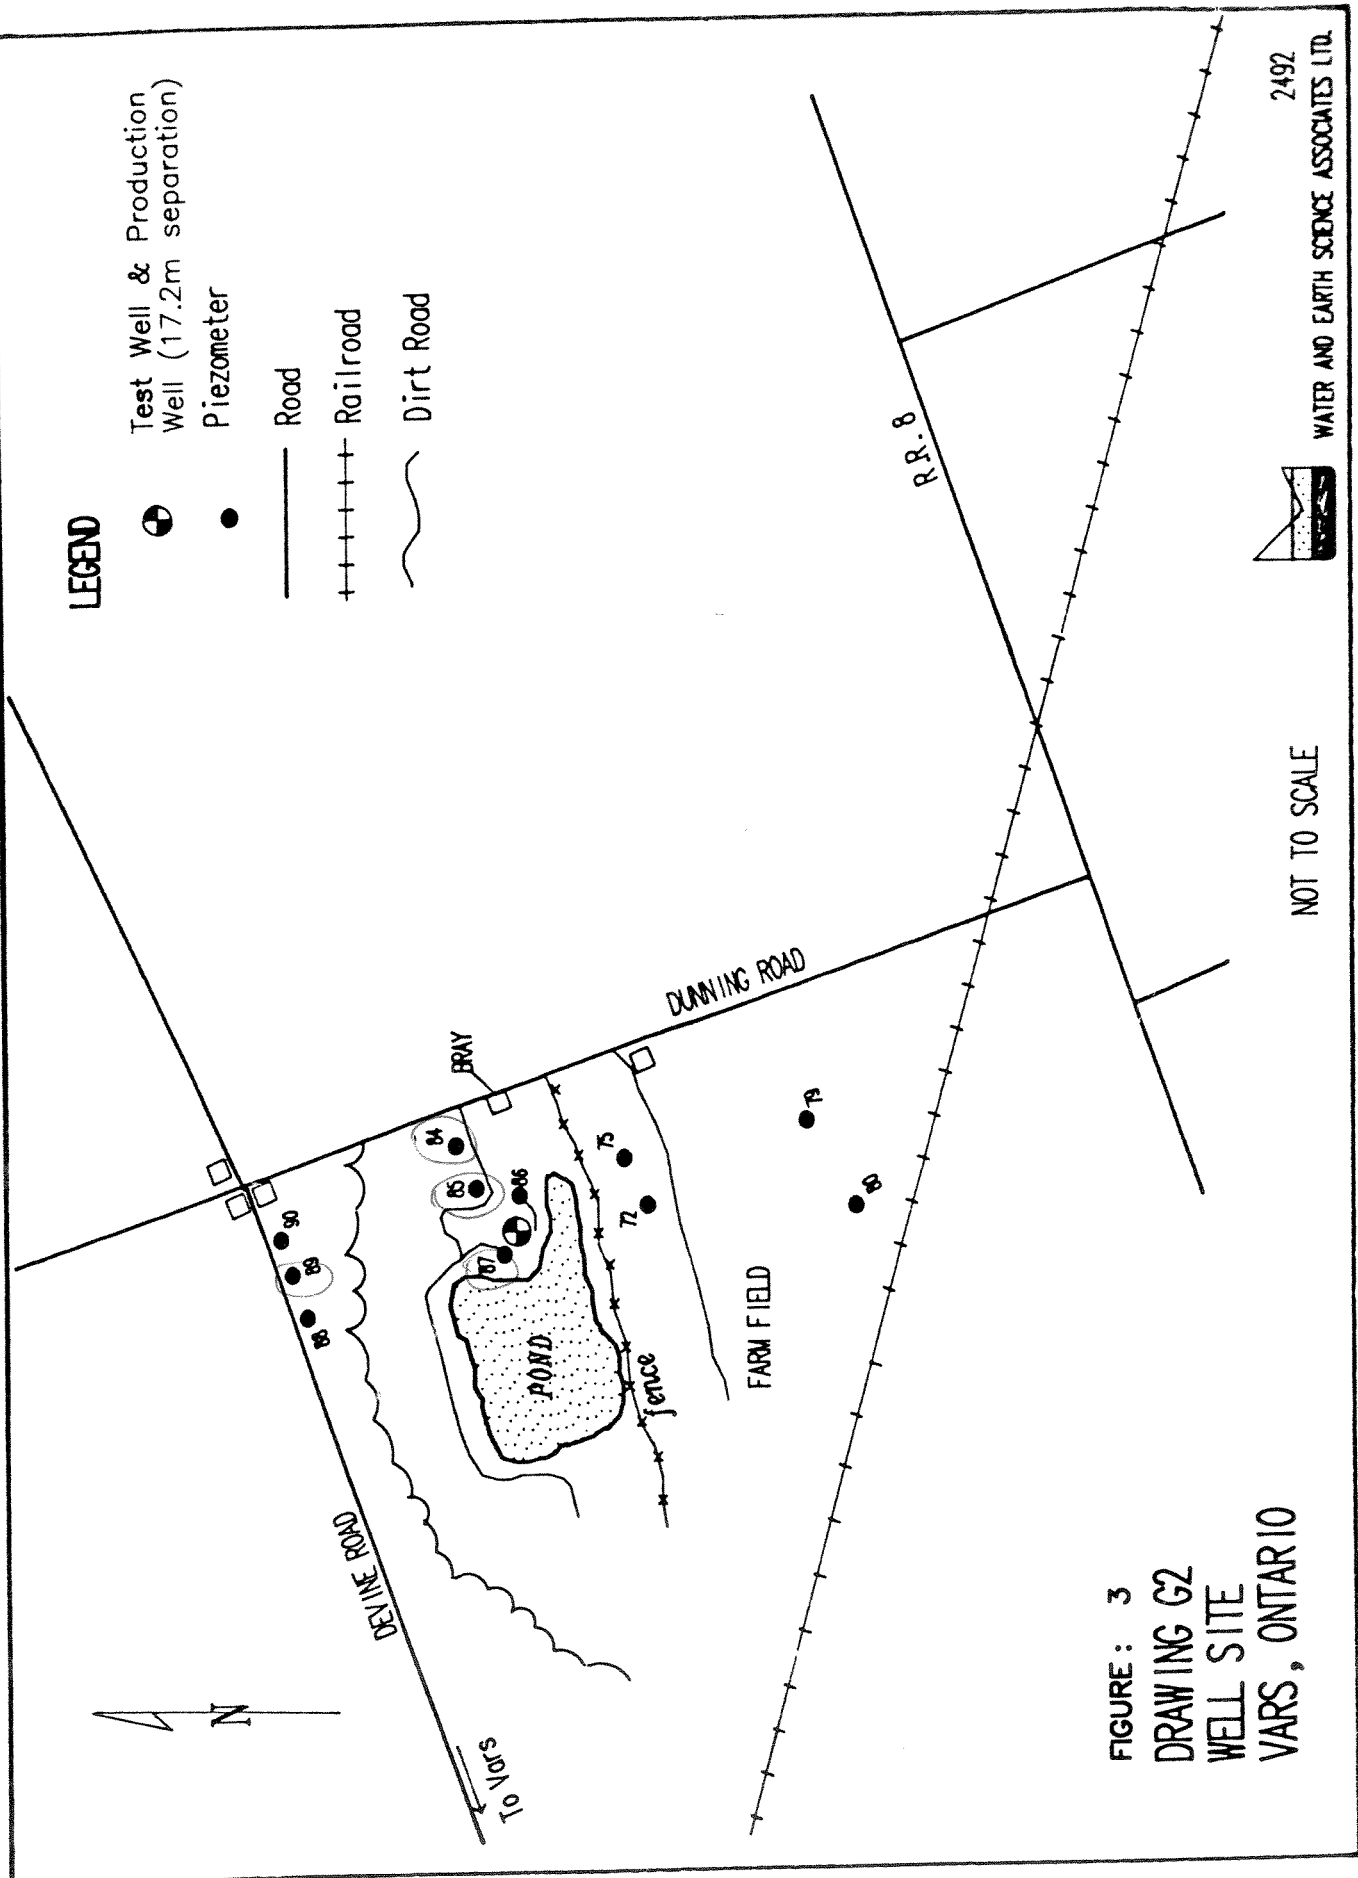 LEGEND
Test Well & Production
Well (17.2m separation)
Piezometer
Road
Railroad
Dirt Road
N
To Vars
DEVINE ROAD
88
89
90
84
85
86
87
BRAY
POND
fence
72
75
79
80
DUNNING ROAD
FARM FIELD
R.R. 8
FIGURE: 3
DRAWING G2
WELL SITE
VARS, ONTARIO
NOT TO SCALE
2492
WATER AND EARTH SCIENCE ASSOCIATES LTD.